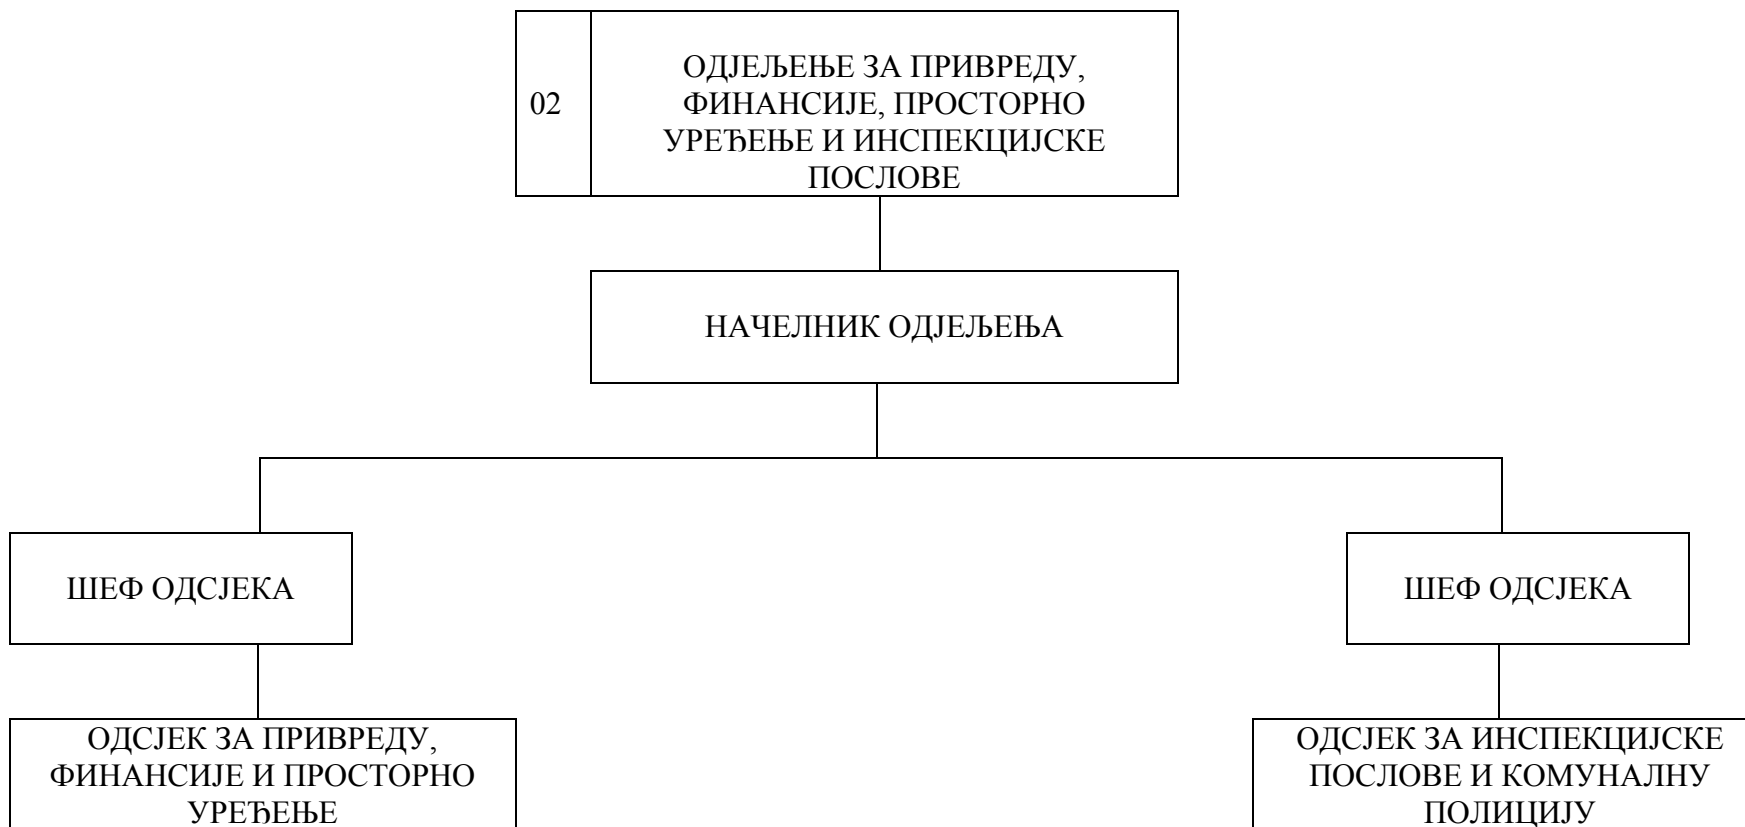 02
ОДЈЕЉЕЊЕ ЗА ПРИВРЕДУ,
ФИНАНСИЈЕ, ПРОСТОРНО
УРЕЂЕЊЕ И ИНСПЕКЦИЈСКЕ
ПОСЛОВЕ
НАЧЕЛНИК ОДЈЕЉЕЊА
ШЕФ ОДСЈЕКА
ШЕФ ОДСЈЕКА
ОДСЈЕК ЗА ПРИВРЕДУ,
ФИНАНСИЈЕ И ПРОСТОРНО
УРЕЂЕЊЕ
ОДСЈЕК ЗА ИНСПЕКЦИЈСКЕ
ПОСЛОВЕ И КОМУНАЛНУ
ПОЛИЦИЈУ